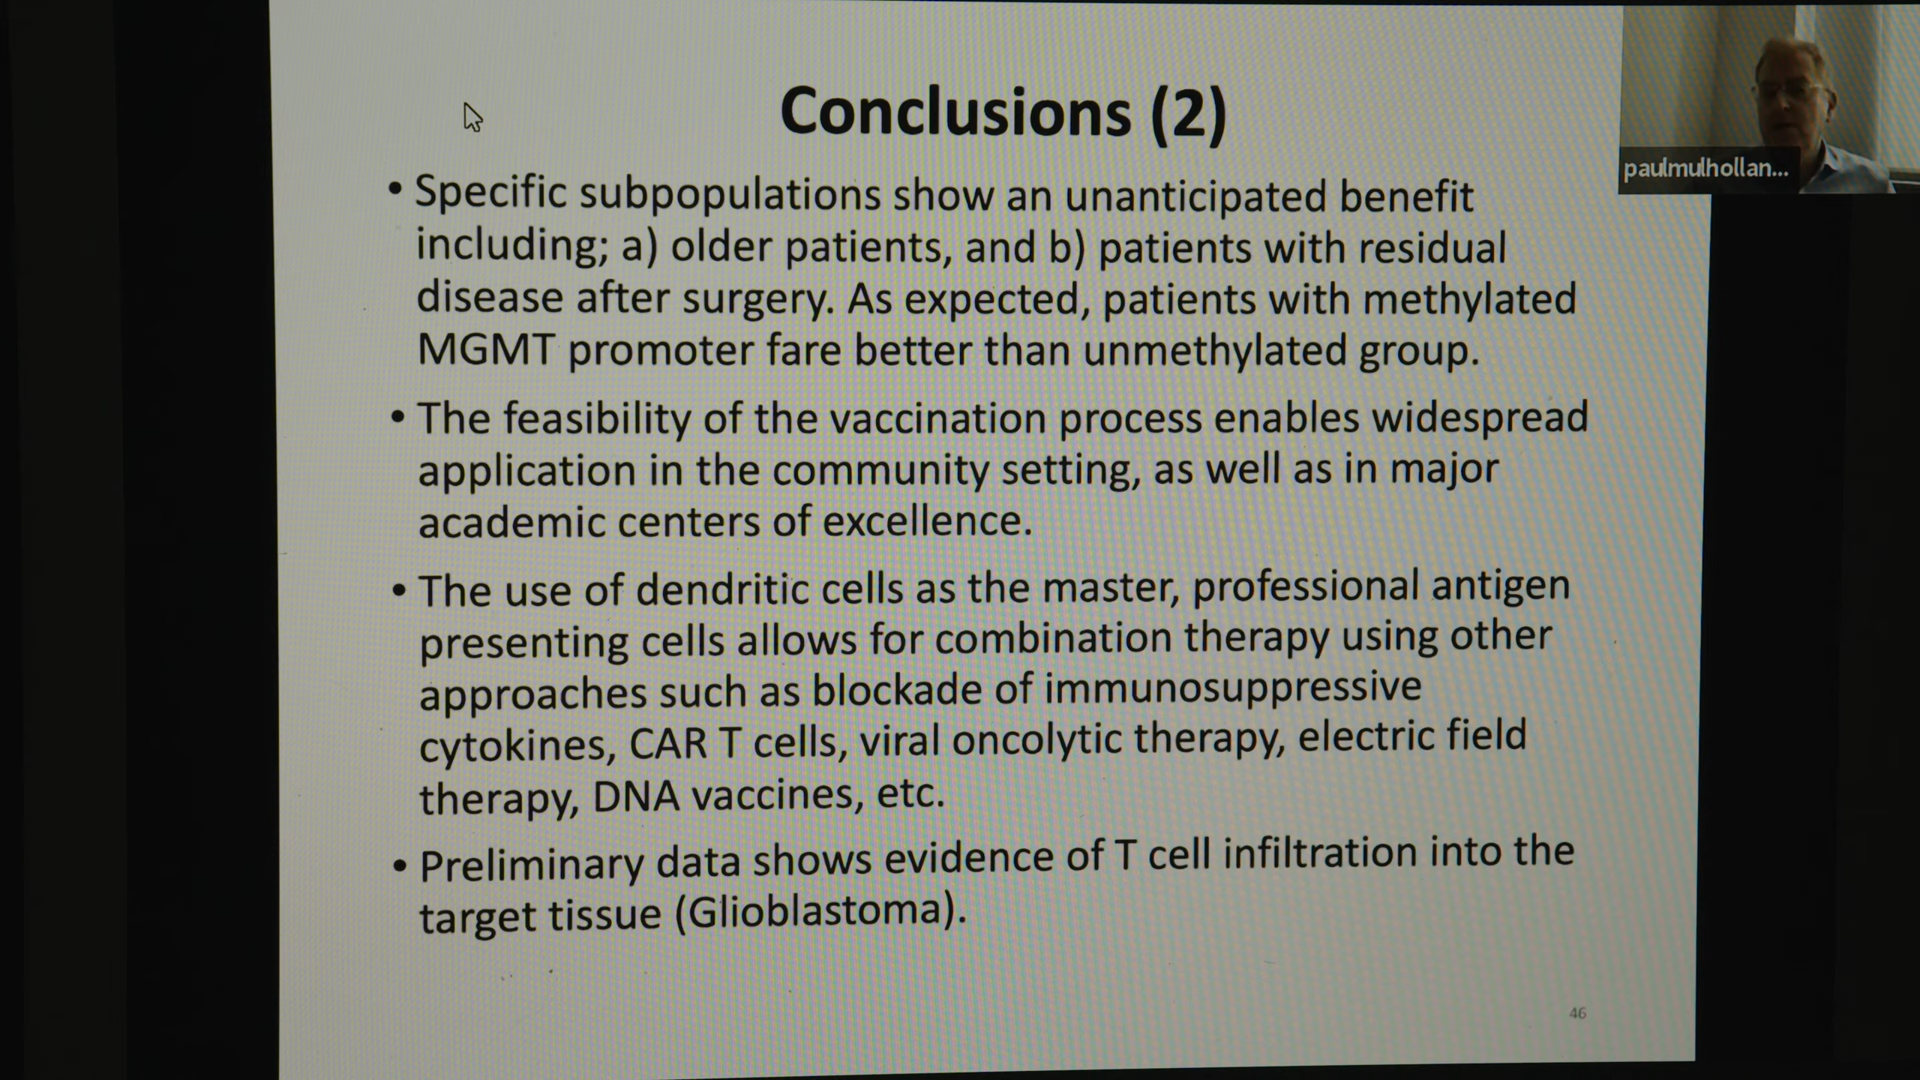 Conclusions (2)
paulmulhollan...
• Specific subpopulations show an unanticipated benefit
including; a) older patients, and b) patients with residual
disease after surgery. As expected, patients with methylated
MGMT promoter fare better than unmethylated group.
• The feasibility of the vaccination process enables widespread
application in the community setting, as well as in major
academic centers of excellence.
• The use of dendritic cells as the master, professional antigen
presenting cells allows for combination therapy using other
approaches such as blockade of immunosuppressive
cytokines, CAR T cells, viral oncolytic therapy, electric field
therapy, DNA vaccines, etc.
• Preliminary data shows evidence of T cell infiltration into the
target tissue (Glioblastoma).
46